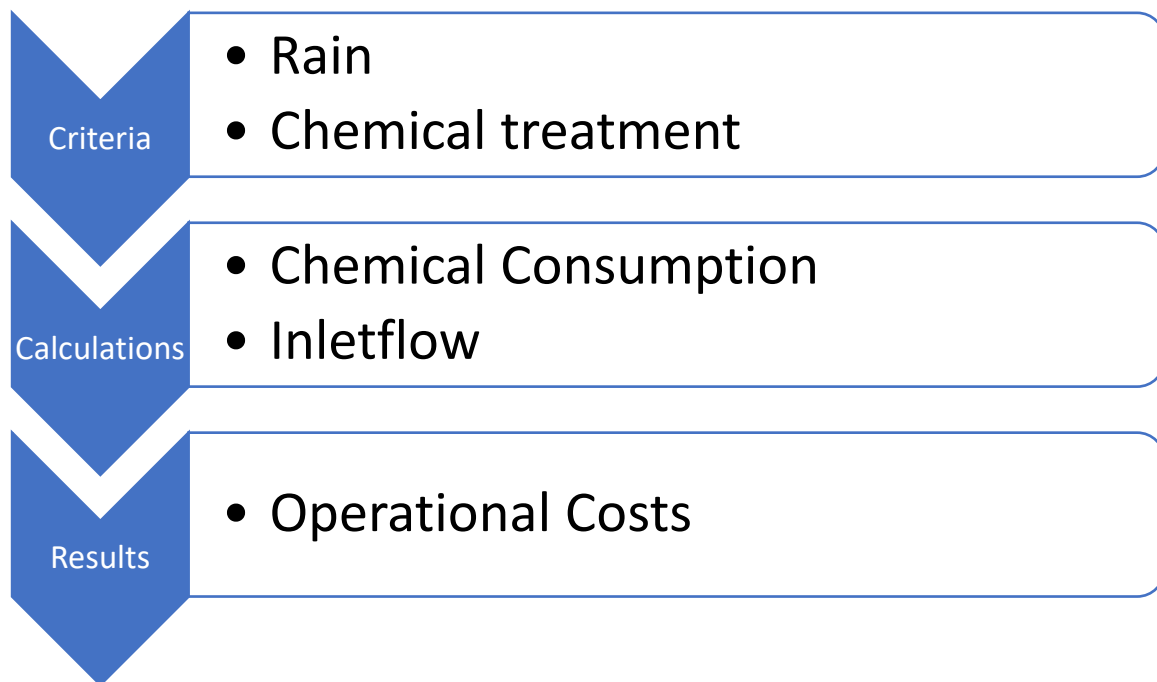 Criteria
• Rain
• Chemical treatment
Calculations
• Chemical Consumption
• Inletflow
Results
• Operational Costs